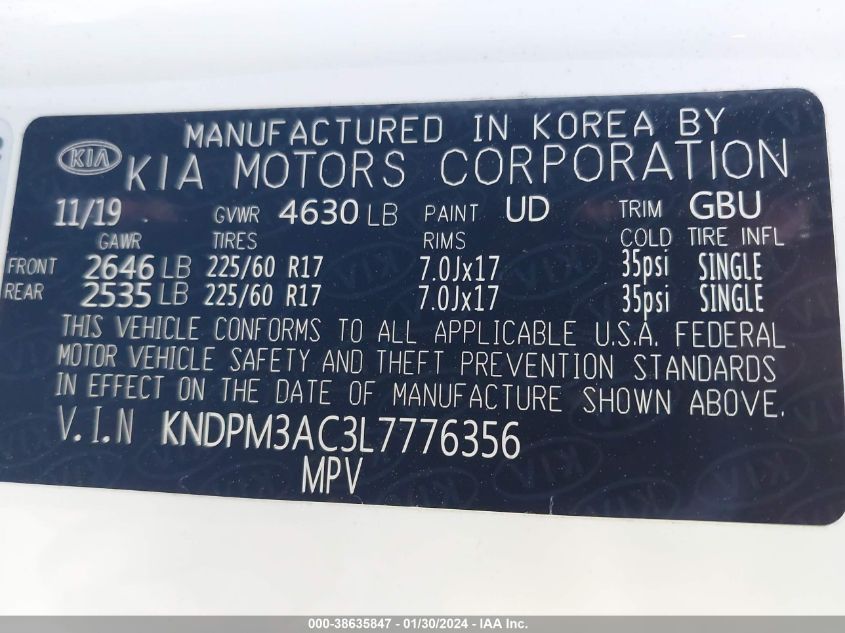 MANUFACTURED IN KOREA BY
KIA KIA MOTORS CORPORATION
11/19 GVWR 4630 LB PAINT UD TRIM GBU
GAWR TIRES RIMS COLD TIRE INFL
FRONT 2646 LB 225/60 R17 7.0Jx17 35psi SINGLE
REAR 2535 LB 225/60 R17 7.0Jx17 35psi SINGLE
THIS VEHICLE CONFORMS TO ALL APPLICABLE U.S.A. FEDERAL
MOTOR VEHICLE SAFETY AND THEFT PREVENTION STANDARDS
IN EFFECT ON THE DATE OF MANUFACTURE SHOWN ABOVE.
V.I.N KNDPM3AC3L7776356
MPV
000-38635847 - 01/30/2024 - IAA Inc.